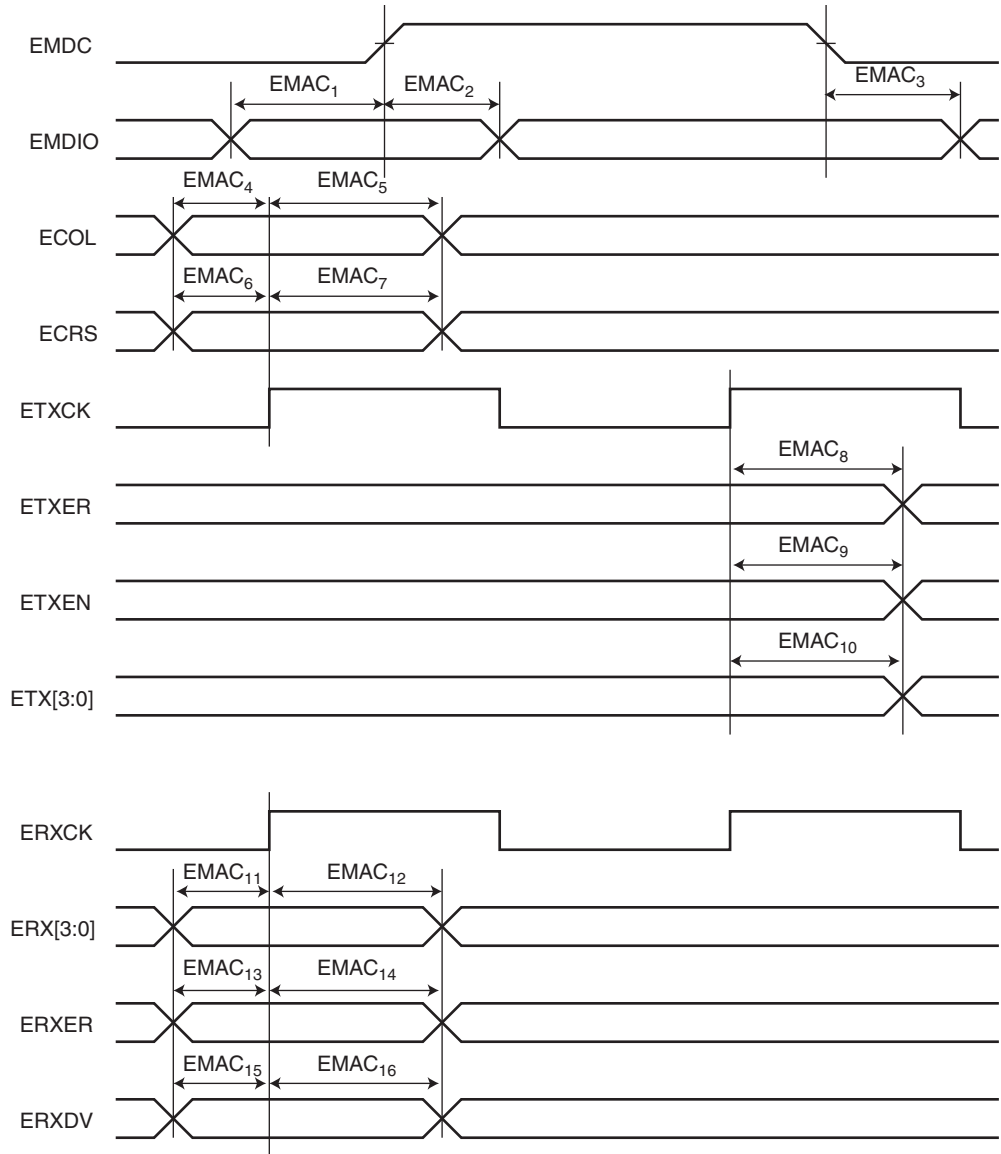 EMDC
EMAC₁ EMAC₂ EMAC₃
EMDIO
EMAC₄ EMAC₅
ECOL
EMAC₆ EMAC₇
ECRS
ETXCK
EMAC₈
ETXER
EMAC₉
ETXEN
EMAC₁₀
ETX[3:0]
ERXCK
EMAC₁₁ EMAC₁₂
ERX[3:0]
EMAC₁₃ EMAC₁₄
ERXER
EMAC₁₅ EMAC₁₆
ERXDV